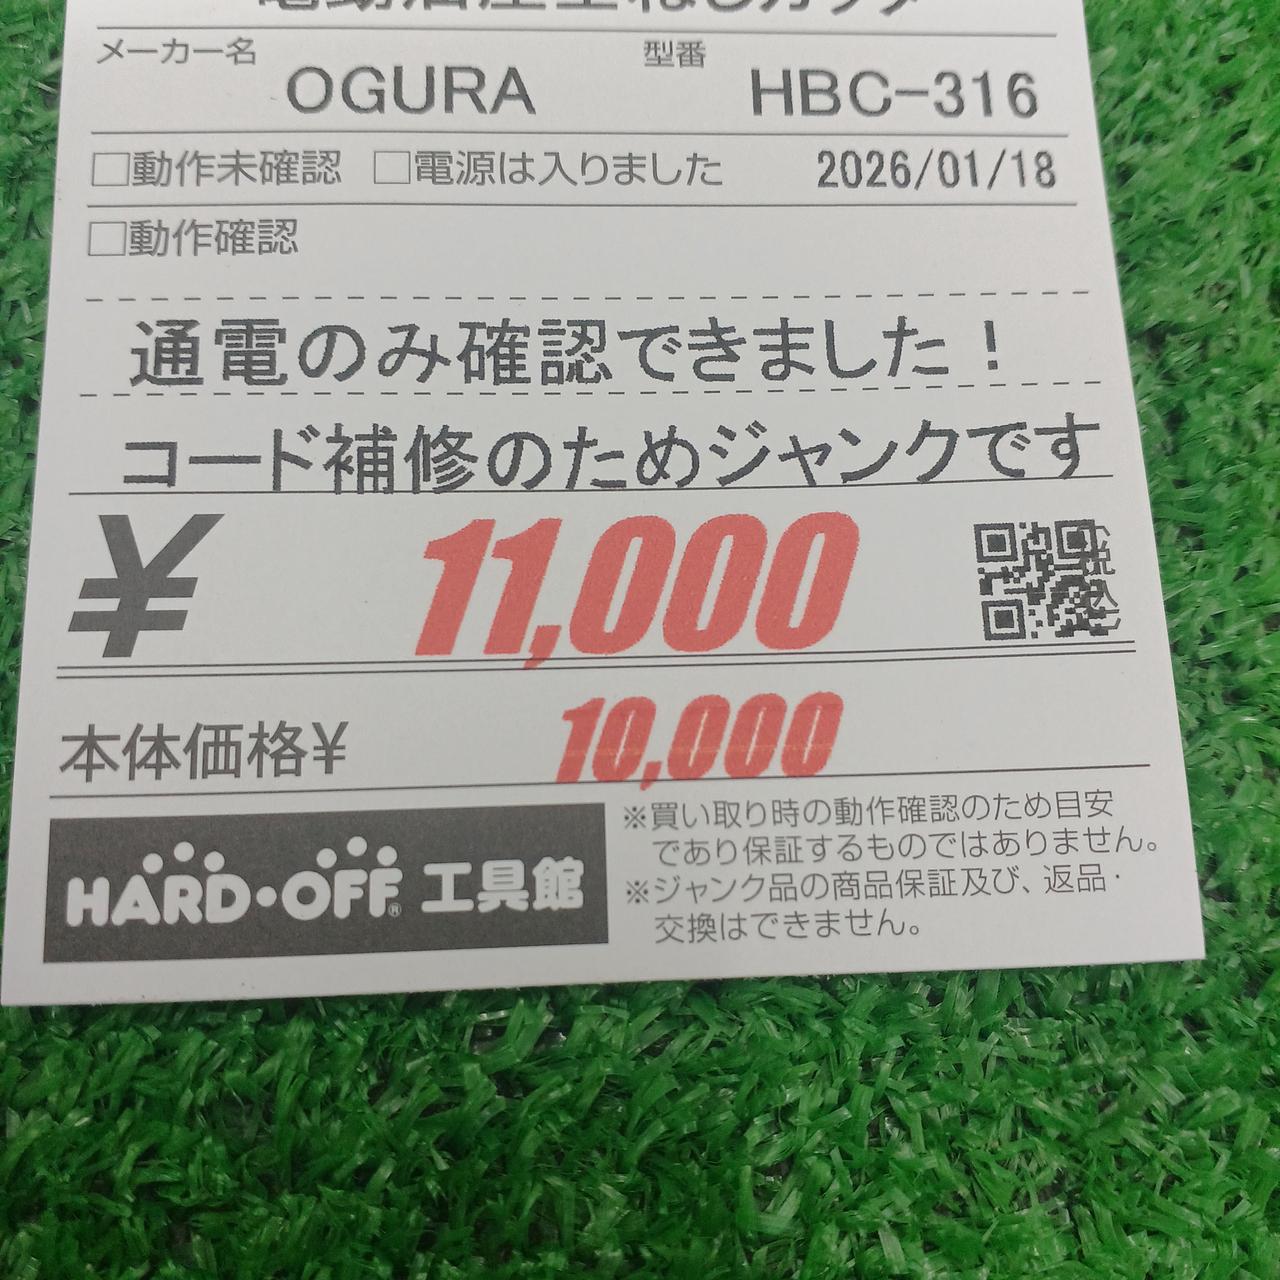 メーカー名 OGURA 型番 HBC-316
□動作未確認 □電源は入りました 2026/01/18
□動作確認
通電のみ確認できました！
コード補修のためジャンクです
¥ 11,000
本体価格¥ 10,000
HARD・OFF® 工具館
※買い取り時の動作確認のため目安
であり保証するものではありません。
※ジャンク品の商品保証及び、返品・
交換はできません。